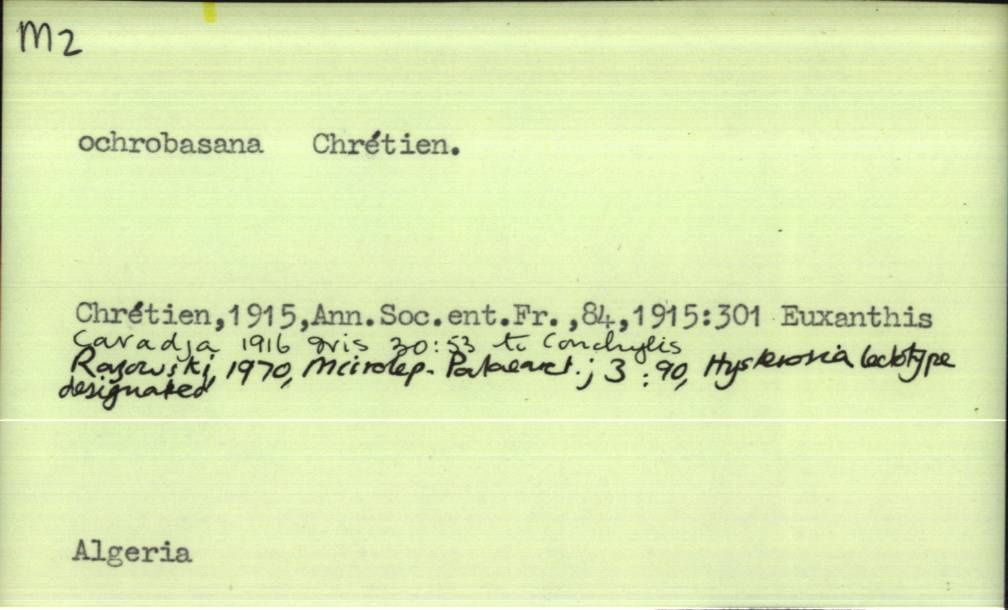 M2
ochrobasana Chrétien.
Chrétien,1915,Ann.Soc.ent.Fr.,84,1915:301 Euxanthis
Caradja 1916 Iris 30:53 to Conchylis
Razowski, 1970, Microlep. Palaearct.; 3:90, Hysterosia lectotype
designated
Algeria